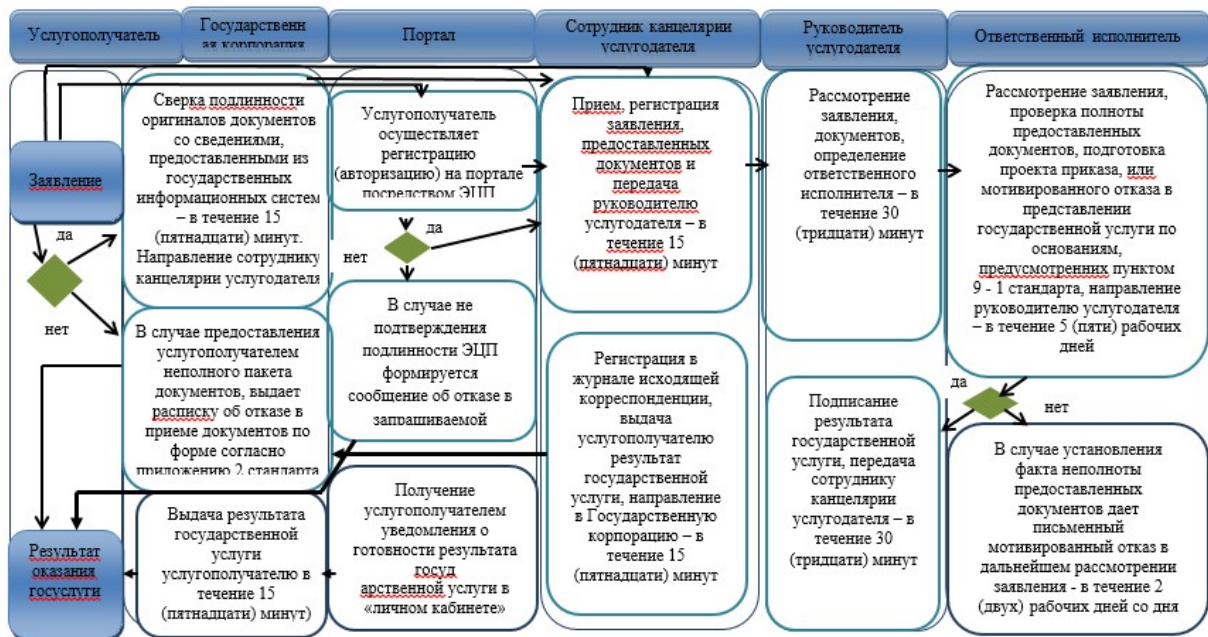 Услугополучатель
Государственн
ая корпорация
Портал
Сотрудник канцелярии
услугодателя
Руководитель
услугодателя
Ответственный исполнитель
Заявление
да
нет
Сверка подлинности
оригиналов документов
со сведениями,
предоставленными из
государственных
информационных систем
– в течение 15
(пятнадцати) минут.
Направление сотруднику
канцелярии услугодателя
В случае предоставления
услугополучателем
неполного пакета
документов, выдает
расписку об отказе в
приеме документов по
форме согласно
приложению 2 стандарта
Услугополучатель
осуществляет
регистрацию
(авторизацию) на портале
посредством ЭЦП
да
нет
В случае не
подтверждения
подлинности ЭЦП
формируется
сообщение об отказе в
запрашиваемой
Прием, регистрация
заявления,
предоставленных
документов и
передача
руководителю
услугодателя – в
течение 15
(пятнадцати) минут
Рассмотрение
заявления,
документов,
определение
ответственного
исполнителя – в
течение 30
(тридцати) минут
Рассмотрение заявления,
проверка полноты
предоставленных
документов, подготовка
проекта приказа, или
мотивированного отказа в
представлении
государственной услуги по
основаниям,
предусмотренних пунктом
9 - 1 стандарта, направление
руководителю услугодателя
– в течение 5 (пяти) рабочих
дней
да
нет
В случае установления
факта неполноты
предоставленных
документов дает
письменный
мотивированный отказ в
дальнейшем рассмотрении
заявления - в течение 2
(двух) рабочих дней со дня
Подписание
результата
государственной
услуги, передача
сотруднику
канцелярии
услугодателя – в
течение 30
(тридцати) минут
Регистрация в
журнале исходящей
корреспонденции,
выдача
услугополучателю
результат
государственной
услуги, направление
в Государственную
корпорацию – в
течение 15
(пятнадцати) минут
Получение
услугополучателем
уведомления о
готовности результата
госуд
арственной услуги в
«личном кабинете»
Выдача результата
государственной
услуги
услугополучателю в
течение 15
(пятнадцати) минут)
Результат
оказания
госуслуги